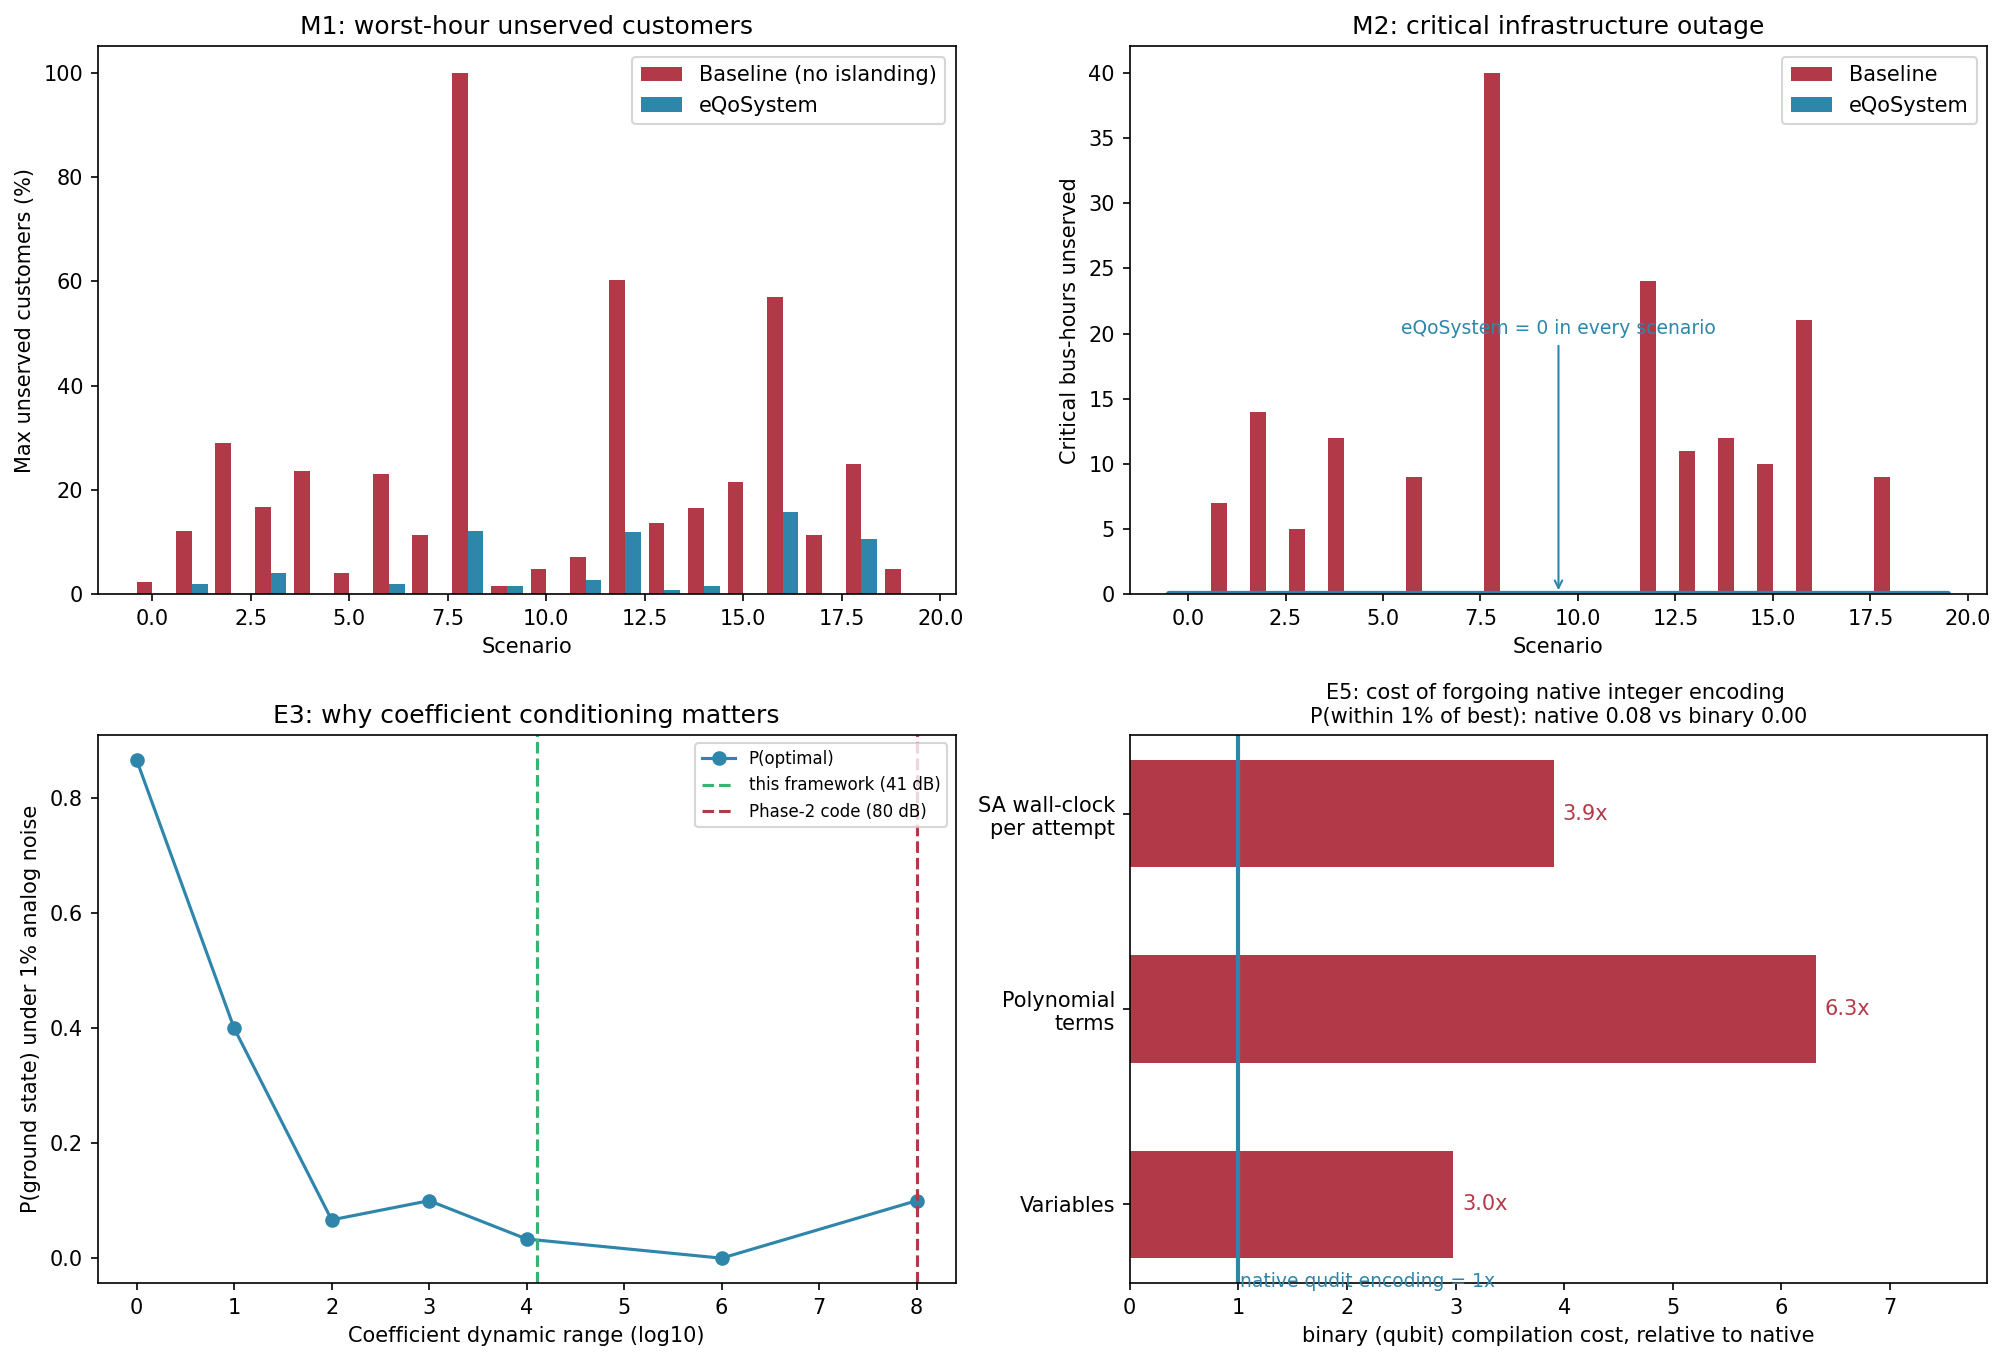 M1: worst-hour unserved customers
Max unserved customers (%)
100
80
60
40
20
0
Baseline (no islanding)
eQoSystem
0.0 2.5 5.0 7.5 10.0 12.5 15.0 17.5 20.0
Scenario
M2: critical infrastructure outage
Critical bus-hours unserved
40
35
30
25
20
15
10
5
0
Baseline
eQoSystem
eQoSystem = 0 in every scenario
0.0 2.5 5.0 7.5 10.0 12.5 15.0 17.5 20.0
Scenario
E3: why coefficient conditioning matters
P(ground state) under 1% analog noise
0.8
0.6
0.4
0.2
0.0
P(optimal)
this framework (41 dB)
Phase-2 code (80 dB)
0 1 2 3 4 5 6 7 8
Coefficient dynamic range (log10)
E5: cost of forgoing native integer encoding
P(within 1% of best): native 0.08 vs binary 0.00
SA wall-clock
per attempt
3.9x
Polynomial
terms
6.3x
Variables
3.0x
native qudit encoding = 1x
0 1 2 3 4 5 6 7
binary (qubit) compilation cost, relative to native